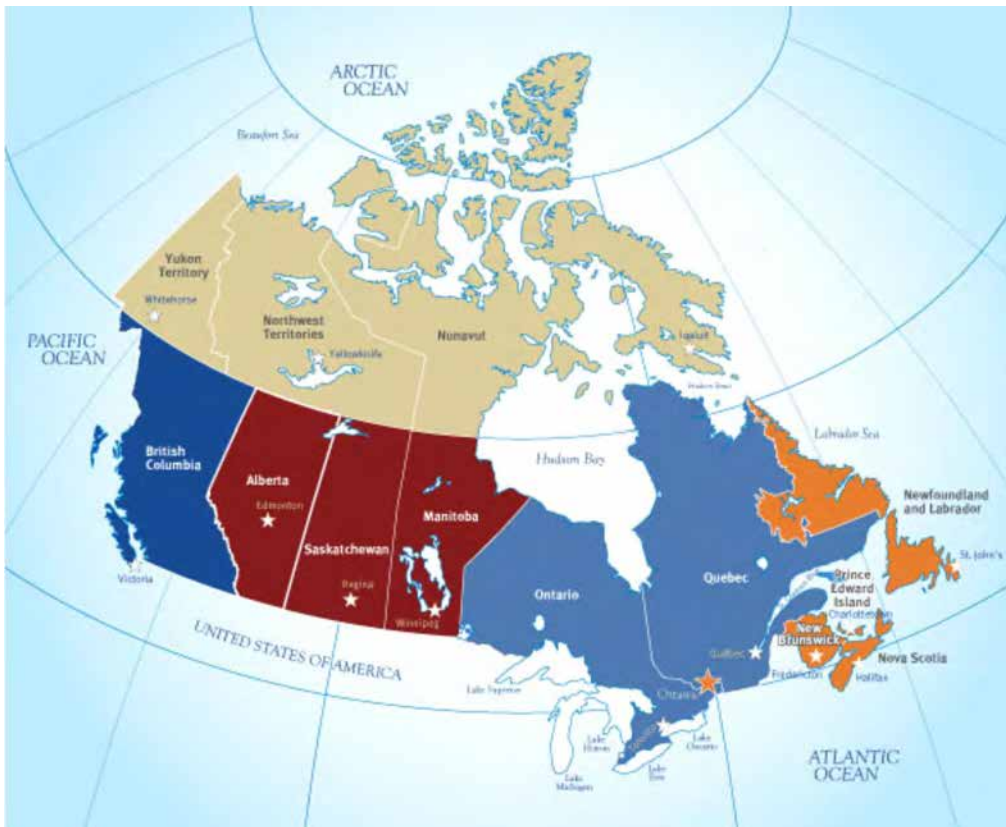 ARCTIC
OCEAN
Beaufort Sea
Yukon
Territory
Whitehorse
PACIFIC
OCEAN
Northwest
Territories
Yellowknife
Nunavut
Iqaluit
British
Columbia
Victoria
Alberta
Edmonton
Saskatchewan
Regina
Manitoba
Winnipeg
Hudson Bay
Labrador Sea
Newfoundland
and Labrador
St. John's
Quebec
Québec
Ontario
Ottawa
Prince
Edward
Island
Charlottetown
New
Brunswick
Fredericton
Nova Scotia
Halifax
UNITED STATES OF AMERICA
Lake Superior
Lake
Michigan
Lake
Huron
Lake
Erie
Lake
Ontario
ATLANTIC
OCEAN